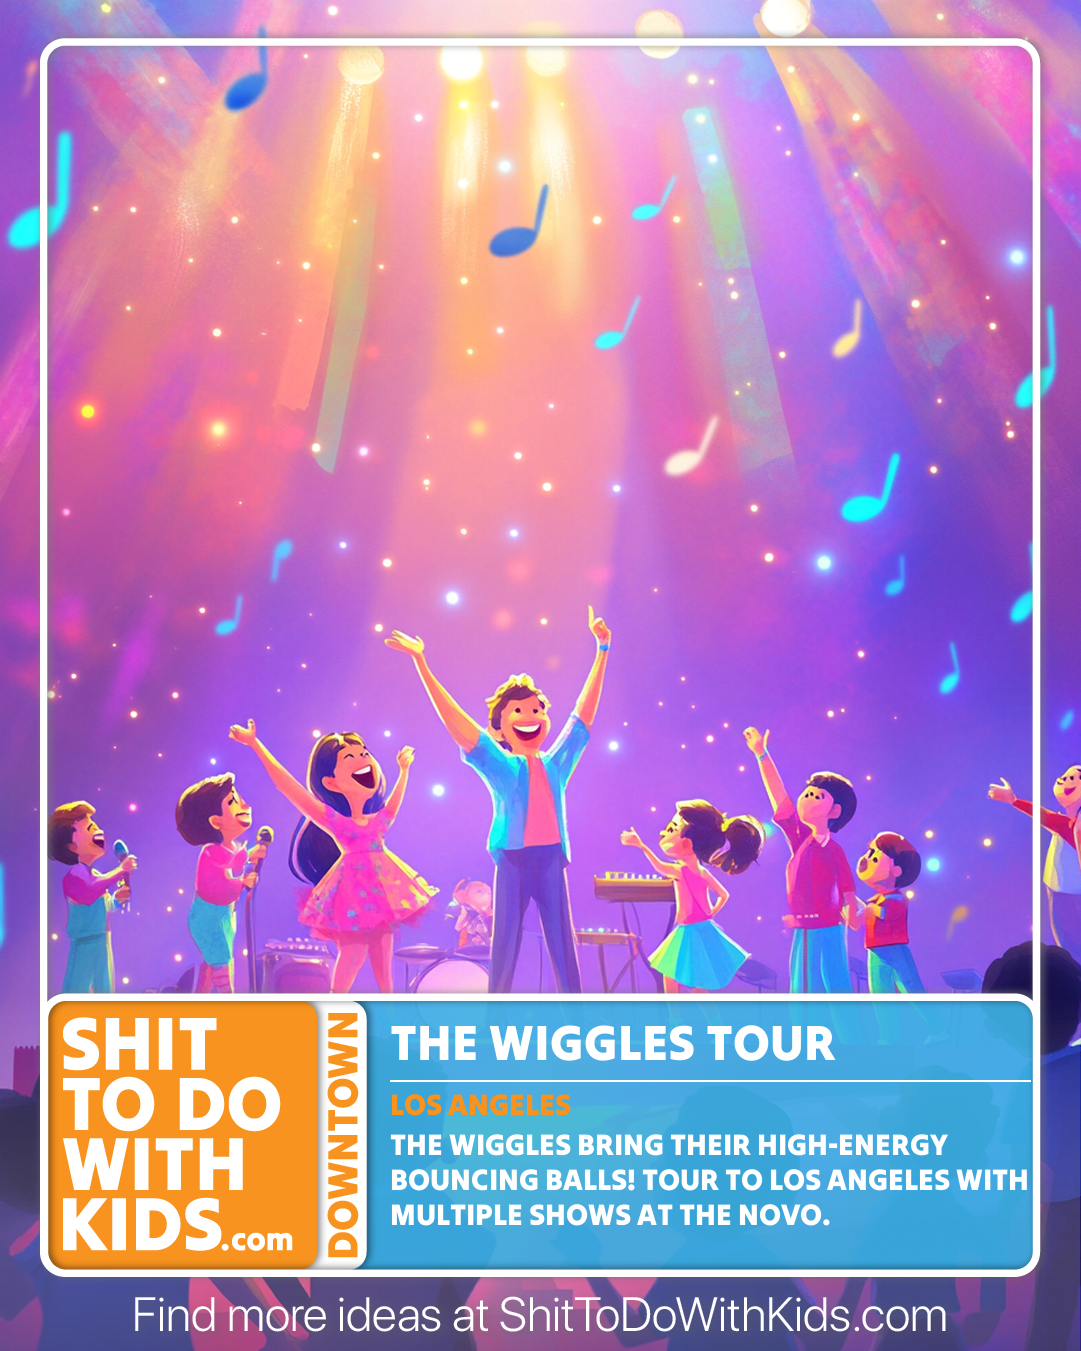 SHIT
TO DO
WITH
KIDS.com
DOWNTOWN
THE WIGGLES TOUR
LOS ANGELES
THE WIGGLES BRING THEIR HIGH-ENERGY
BOUNCING BALLS! TOUR TO LOS ANGELES WITH
MULTIPLE SHOWS AT THE NOVO.
Find more ideas at ShitToDoWithKids.com